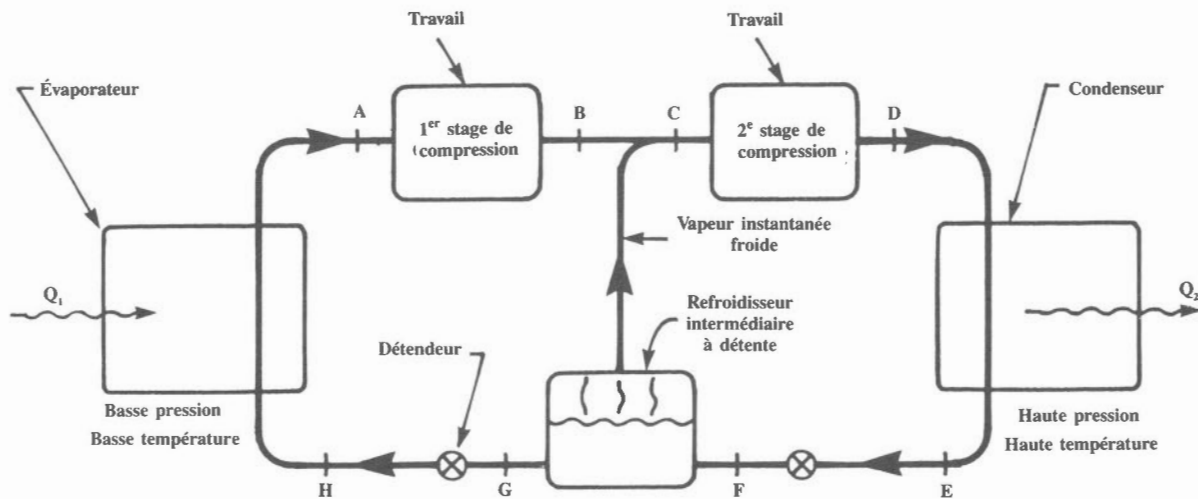 Travail
Travail
Évaporateur
Condenseur
A
1er stage de
compression
B
C
2e stage de
compression
D
Vapeur instantanée
froide
Q1
Q2
Refroidisseur
intermédiaire
à détente
Détendeur
Basse pression
Basse température
Haute pression
Haute température
H
G
F
E